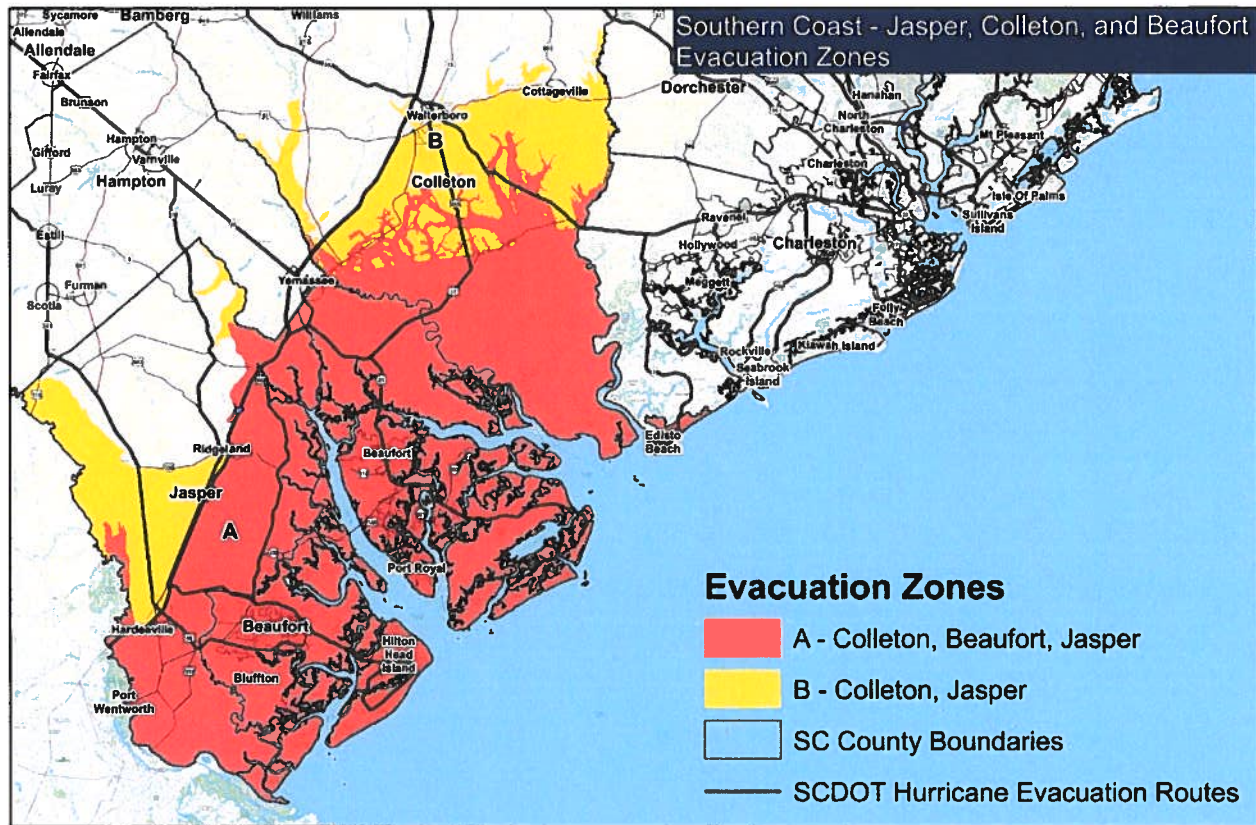 Southern Coast - Jasper, Colleton, and Beaufort
Evacuation Zones
Sycamore
Bamberg
Williams
Allendale
Allendale
Fairfax
Brunson
Walterboro
Cottageville
Dorchester
Hanahan
North
Charleston
Mt Pleasant
Hampton
Varnville
Gifford
B
Charleston
Luray
Hampton
Colleton
Isle Of Palms
Sullivans
Island
Ravenel
Estill
Hollywood
Charleston
Yemassee
Meggett
Furman
Scotia
Folly
Beach
Kiawah Island
Rockville
Seabrook
Island
Edisto
Beach
Ridgeland
Beaufort
Jasper
A
Port Royal
Hardeeville
Beaufort
Hilton
Head
Island
Bluffton
Port
Wentworth
Evacuation Zones
A - Colleton, Beaufort, Jasper
B - Colleton, Jasper
SC County Boundaries
SCDOT Hurricane Evacuation Routes